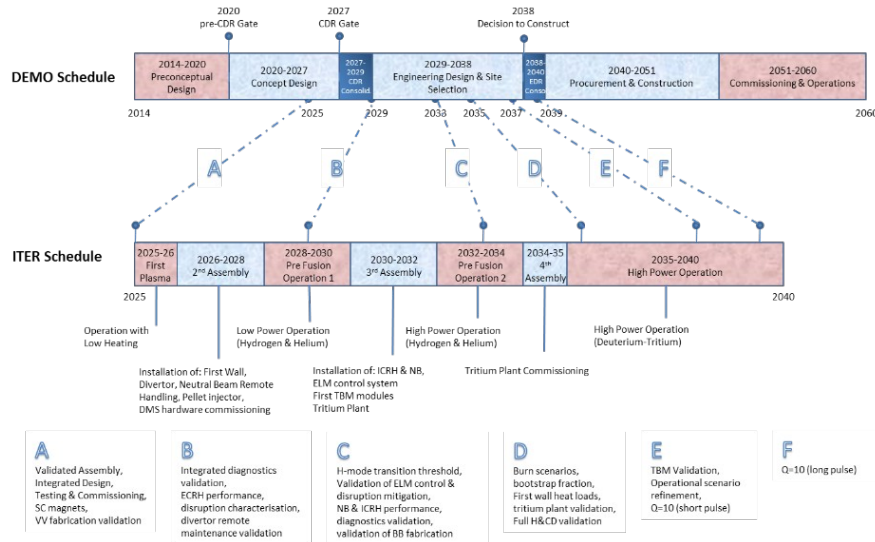 2020
pre-CDR Gate
2027
CDR Gate
2038
Decision to Construct
DEMO Schedule
2014-2020
Preconceptual
Design
2020-2027
Concept Design
2027-
2029
CDR
Consolid.
2029-2038
Engineering Design & Site
Selection
2038-
2040
EDR
Conso
2040-2051
Procurement & Construction
2051-2060
Commissioning & Operations
2014
2025
2029
2033
2035
2037
2039
2060
A
B
C
D
E
F
ITER Schedule
2025-26
First
Plasma
2026-2028
2nd Assembly
2028-2030
Pre Fusion
Operation 1
2030-2032
3rd Assembly
2032-2034
Pre Fusion
Operation 2
2034-35
4th
Assembly
2035-2040
High Power Operation
2025
2040
Operation with
Low Heating
Low Power Operation
(Hydrogen & Helium)
High Power Operation
(Hydrogen & Helium)
High Power Operation
(Deuterium-Tritium)
Installation of: First Wall,
Divertor, Neutral Beam Remote
Handling, Pellet injector,
DMS hardware commissioning
Installation of: ICRH & NB,
ELM control system
First TBM modules
Tritium Plant
Tritium Plant Commissioning
A
Validated Assembly,
Integrated Design,
Testing & Commissioning,
SC magnets,
VV fabrication validation
B
Integrated diagnostics
validation,
ECRH performance,
disruption characterisation,
divertor remote
maintenance validation
C
H-mode transition threshold,
Validation of ELM control &
disruption mitigation,
NB & ICRH performance,
diagnostics validation,
validation of BB fabrication
D
Burn scenarios,
bootstrap fraction,
First wall heat loads,
tritium plant validation,
Full H&CD validation
E
TBM Validation,
Operational scenario
refinement,
Q=10 (short pulse)
F
Q=10 (long pulse)